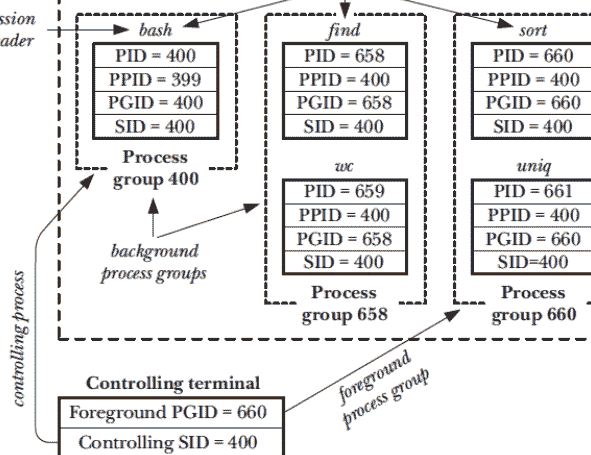 ssion
ader
bash
PID = 400
PPID = 399
PGID = 400
SID = 400
Process
group 400
find
PID = 658
PPID = 400
PGID = 658
SID = 400
wc
PID = 659
PPID = 400
PGID = 658
SID = 400
Process
group 658
sort
PID = 660
PPID = 400
PGID = 660
SID = 400
uniq
PID = 661
PPID = 400
PGID = 660
SID=400
Process
group 660
background
process groups
controlling process
foreground
process group
Controlling terminal
Foreground PGID = 660
Controlling SID = 400